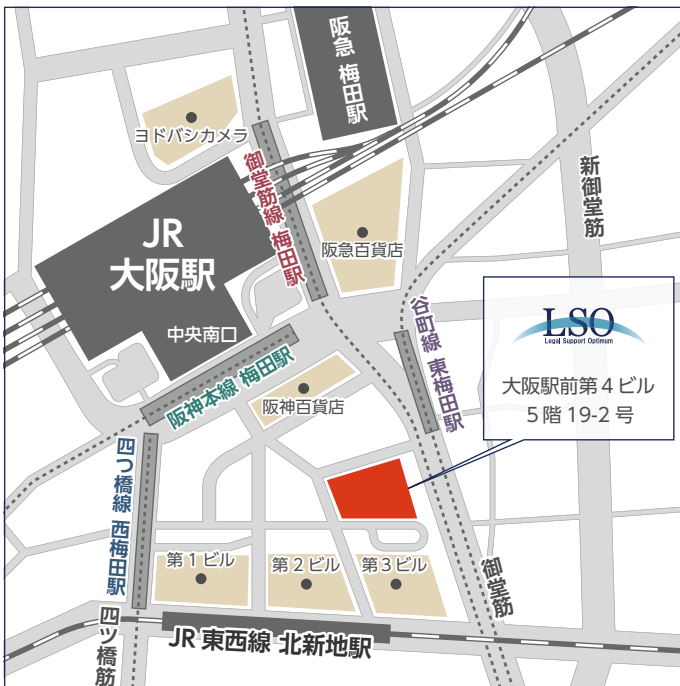 阪急 梅田駅
ヨドバシカメラ
御堂筋線 梅田駅
新御堂筋
JR
大阪駅
阪急百貨店
中央南口
谷町線 東梅田駅
LSO
Legal Support Optimum
大阪駅前第4ビル
5階 19-2号
阪神本線 梅田駅
阪神百貨店
四つ橋線 西梅田駅
第1ビル
第2ビル
第3ビル
御堂筋
四ツ橋筋
JR 東西線 北新地駅